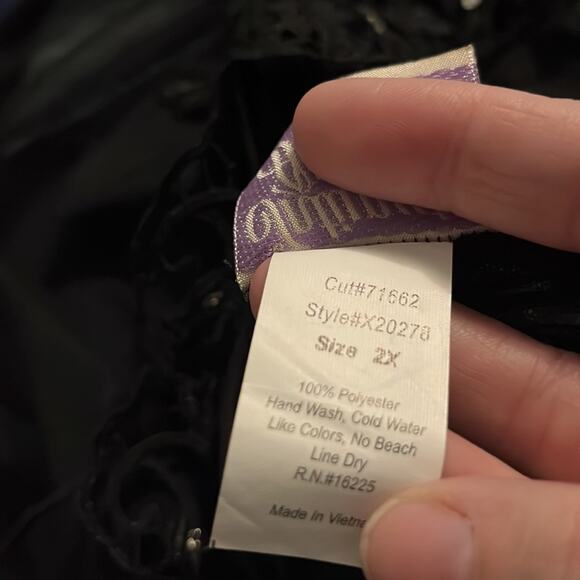 Cut#71662
Style#X20278
Size 2X
100% Polyester
Hand Wash, Cold Water
Like Colors, No Beach
Line Dry
R.N.#16225
Made In